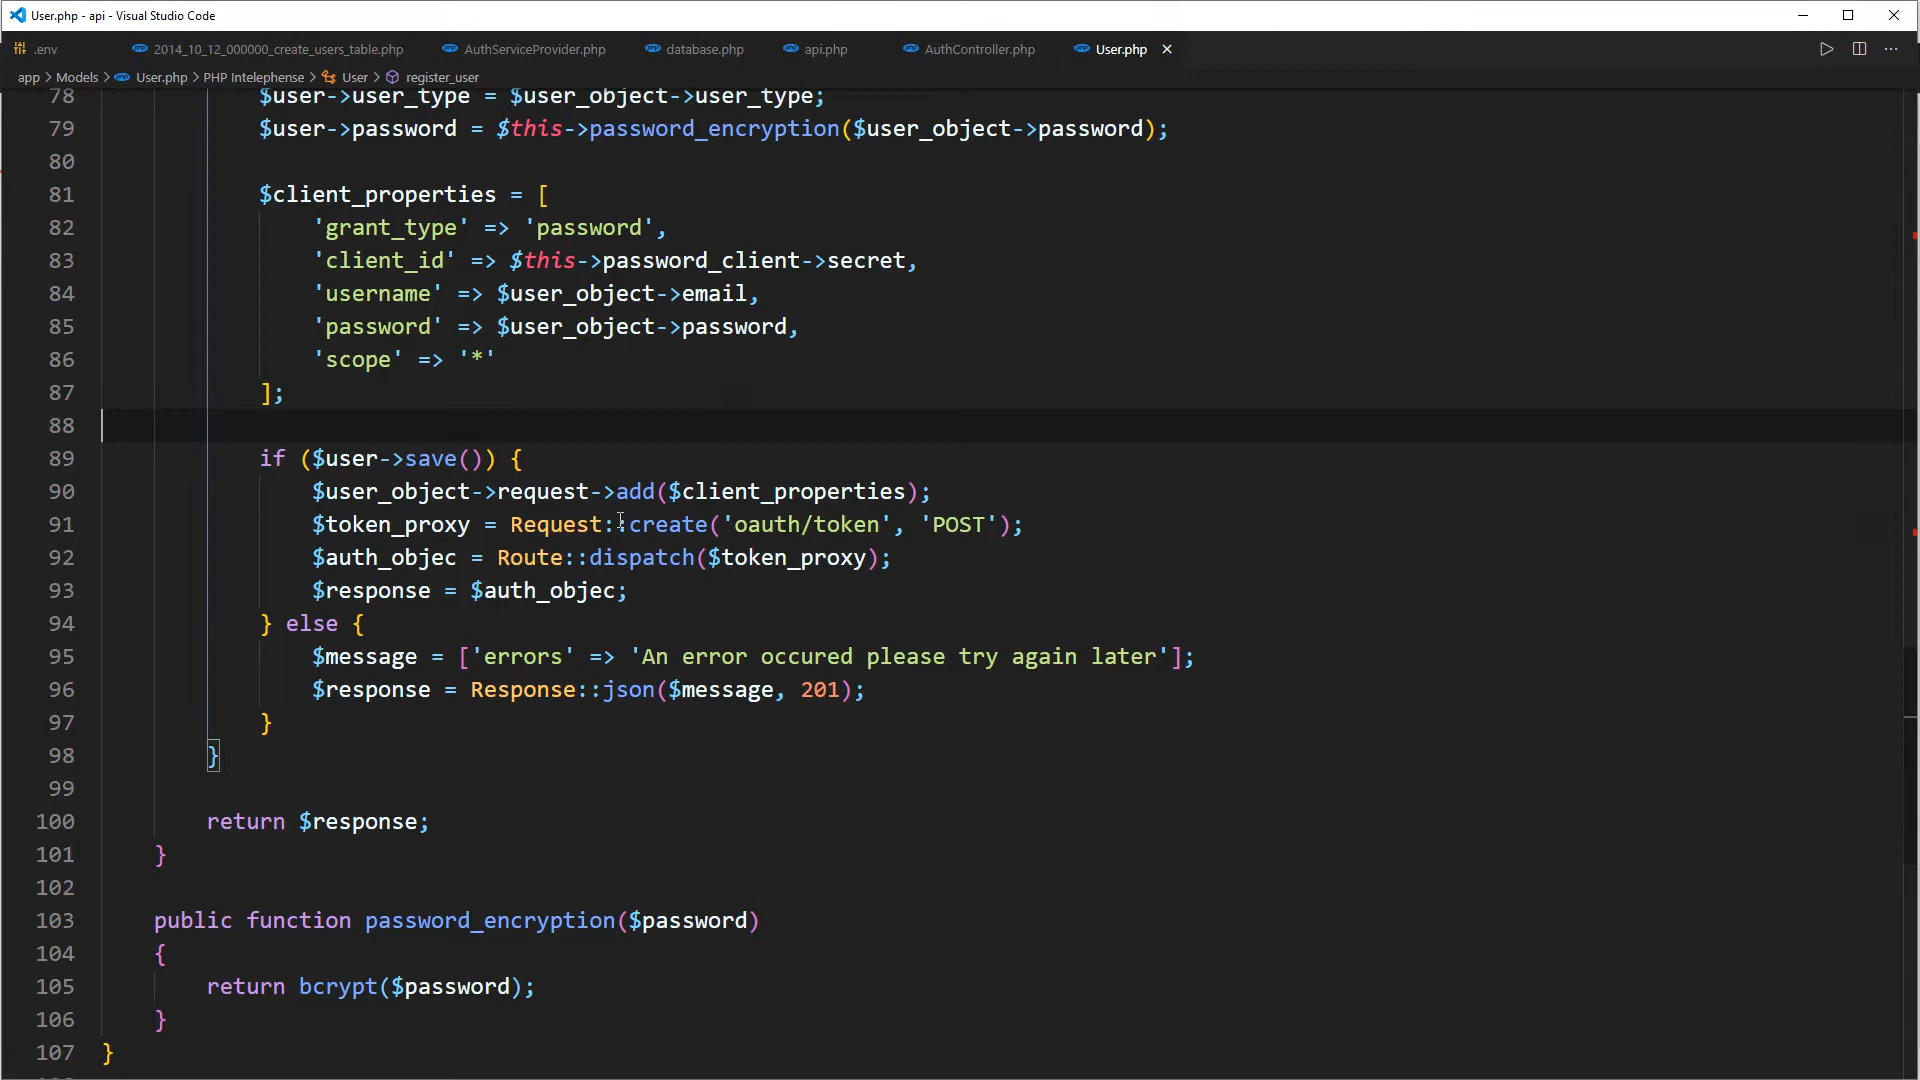 User.php - api - Visual Studio Code
.env 2014_10_12_000000_create_users_table.php AuthServiceProvider.php database.php api.php AuthController.php User.php
app > Models > User.php > PHP Intelephense > User > register_user
78 $user->user_type = $user_object->user_type;
79 $user->password = $this->password_encryption($user_object->password);
80
81 $client_properties = [
82 'grant_type' => 'password',
83 'client_id' => $this->password_client->secret,
84 'username' => $user_object->email,
85 'password' => $user_object->password,
86 'scope' => '*'
87 ];
88
89 if ($user->save()) {
90 $user_object->request->add($client_properties);
91 $token_proxy = Request::create('oauth/token', 'POST');
92 $auth_objec = Route::dispatch($token_proxy);
93 $response = $auth_objec;
94 } else {
95 $message = ['errors' => 'An error occured please try again later'];
96 $response = Response::json($message, 201);
97 }
98 }
99
100 return $response;
101 }
102
103 public function password_encryption($password)
104 {
105 return bcrypt($password);
106 }
107 }